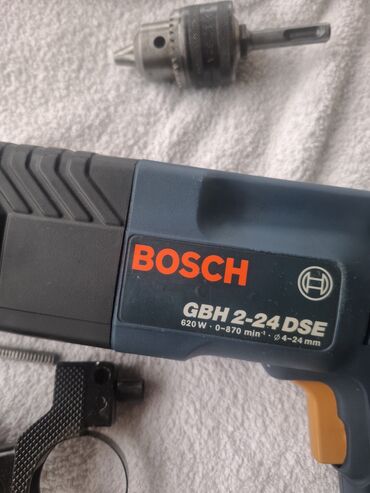 BOSCH
GBH 2-24 DSE
620 W · 0-870 min⁻¹ · Ø 4-24 mm